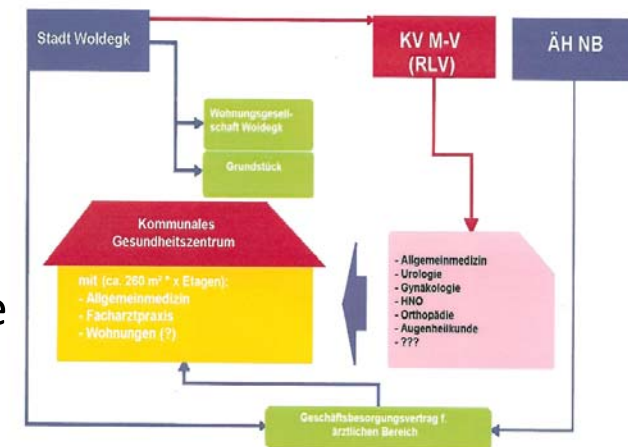 Stadt Woldegk
KV M-V
(RLV)
ÄH NB
Wohnungsgesell-
schaft Woldegk
Grundstück
Kommunales
Gesundheitszentrum
mit (ca. 260 m² * x Etagen):
- Allgemeinmedizin
- Facharztpraxis
- Wohnungen (?)
- Allgemeinmedizin
- Urologie
- Gynäkologie
- HNO
- Orthopädie
- Augenheilkunde
- ???
e
Geschäftsbesorgungsvertrag f.
ärztlichen Bereich